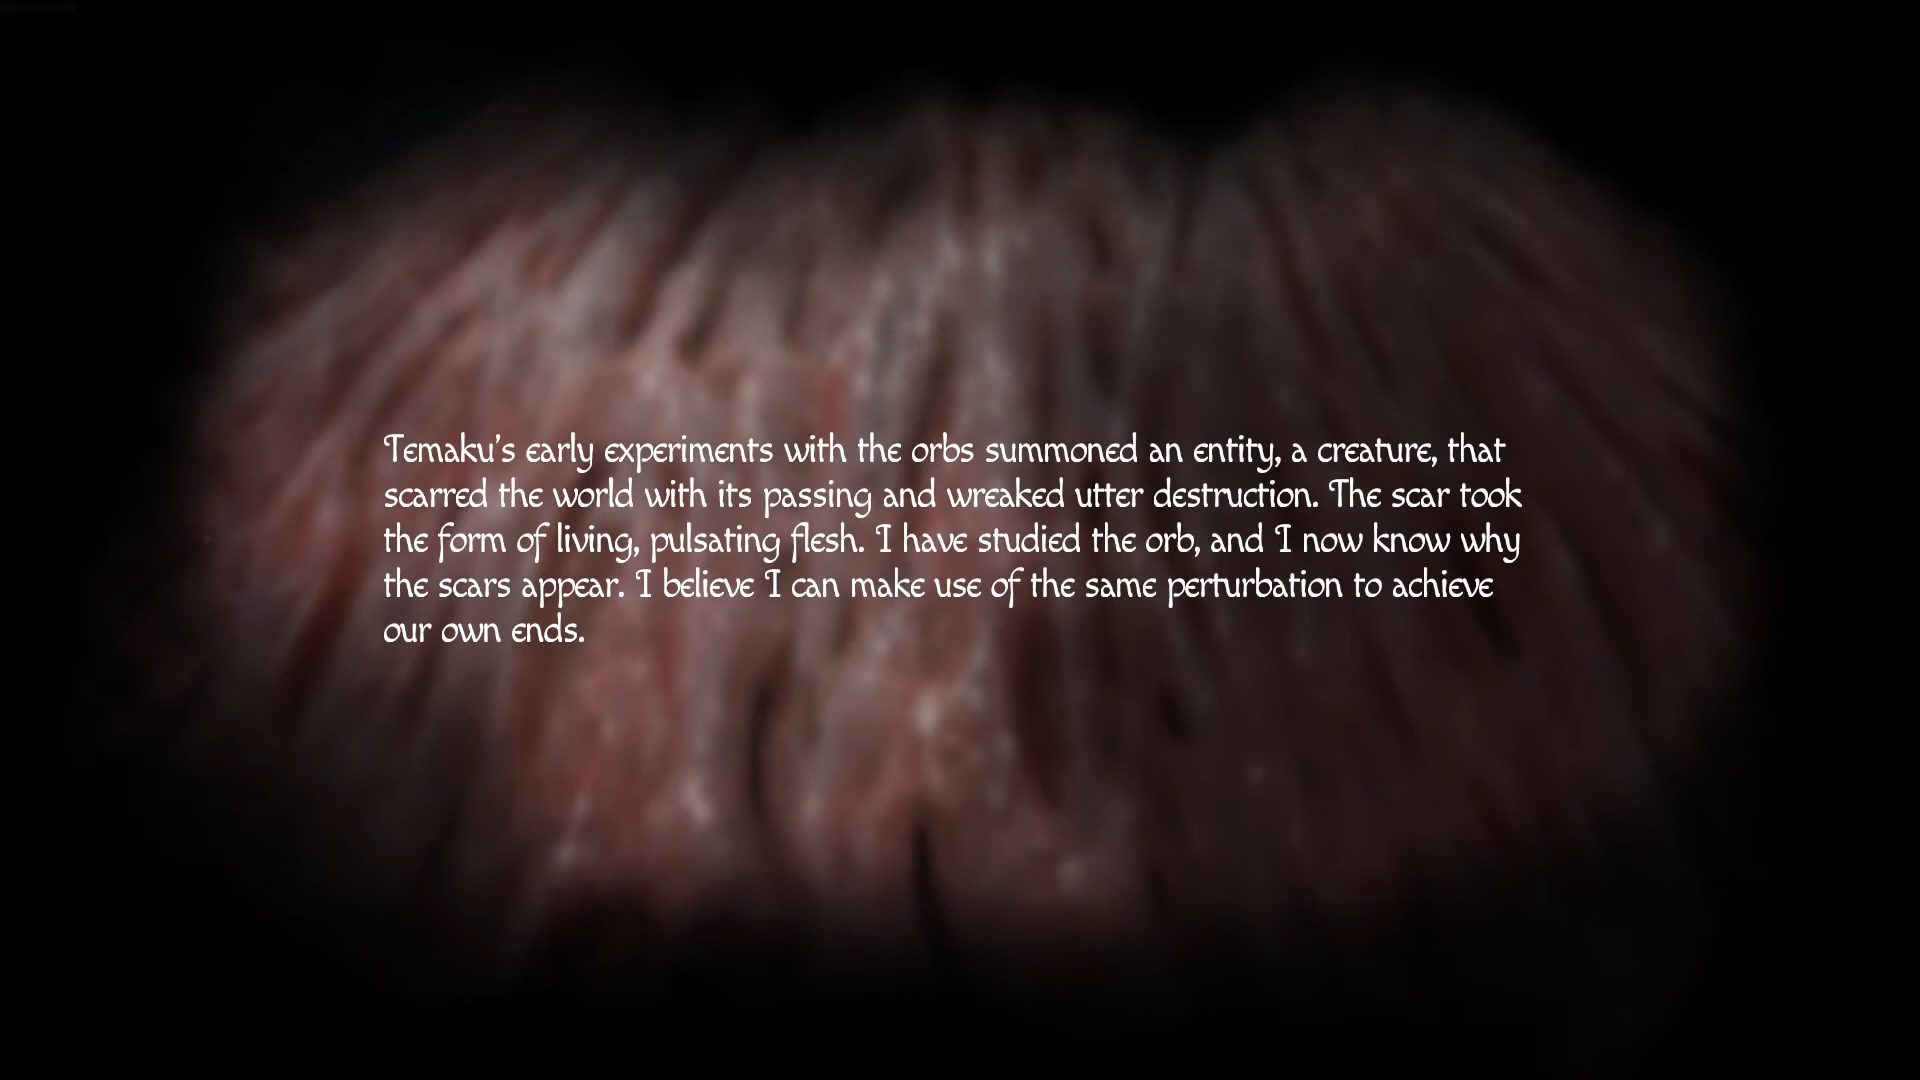 Temaku's early experiments with the orbs summoned an entity, a creature, that
scarred the world with its passing and wreaked utter destruction. The scar took
the form of living, pulsating flesh. I have studied the orb, and I now know why
the scars appear. I believe I can make use of the same perturbation to achieve
our own ends.